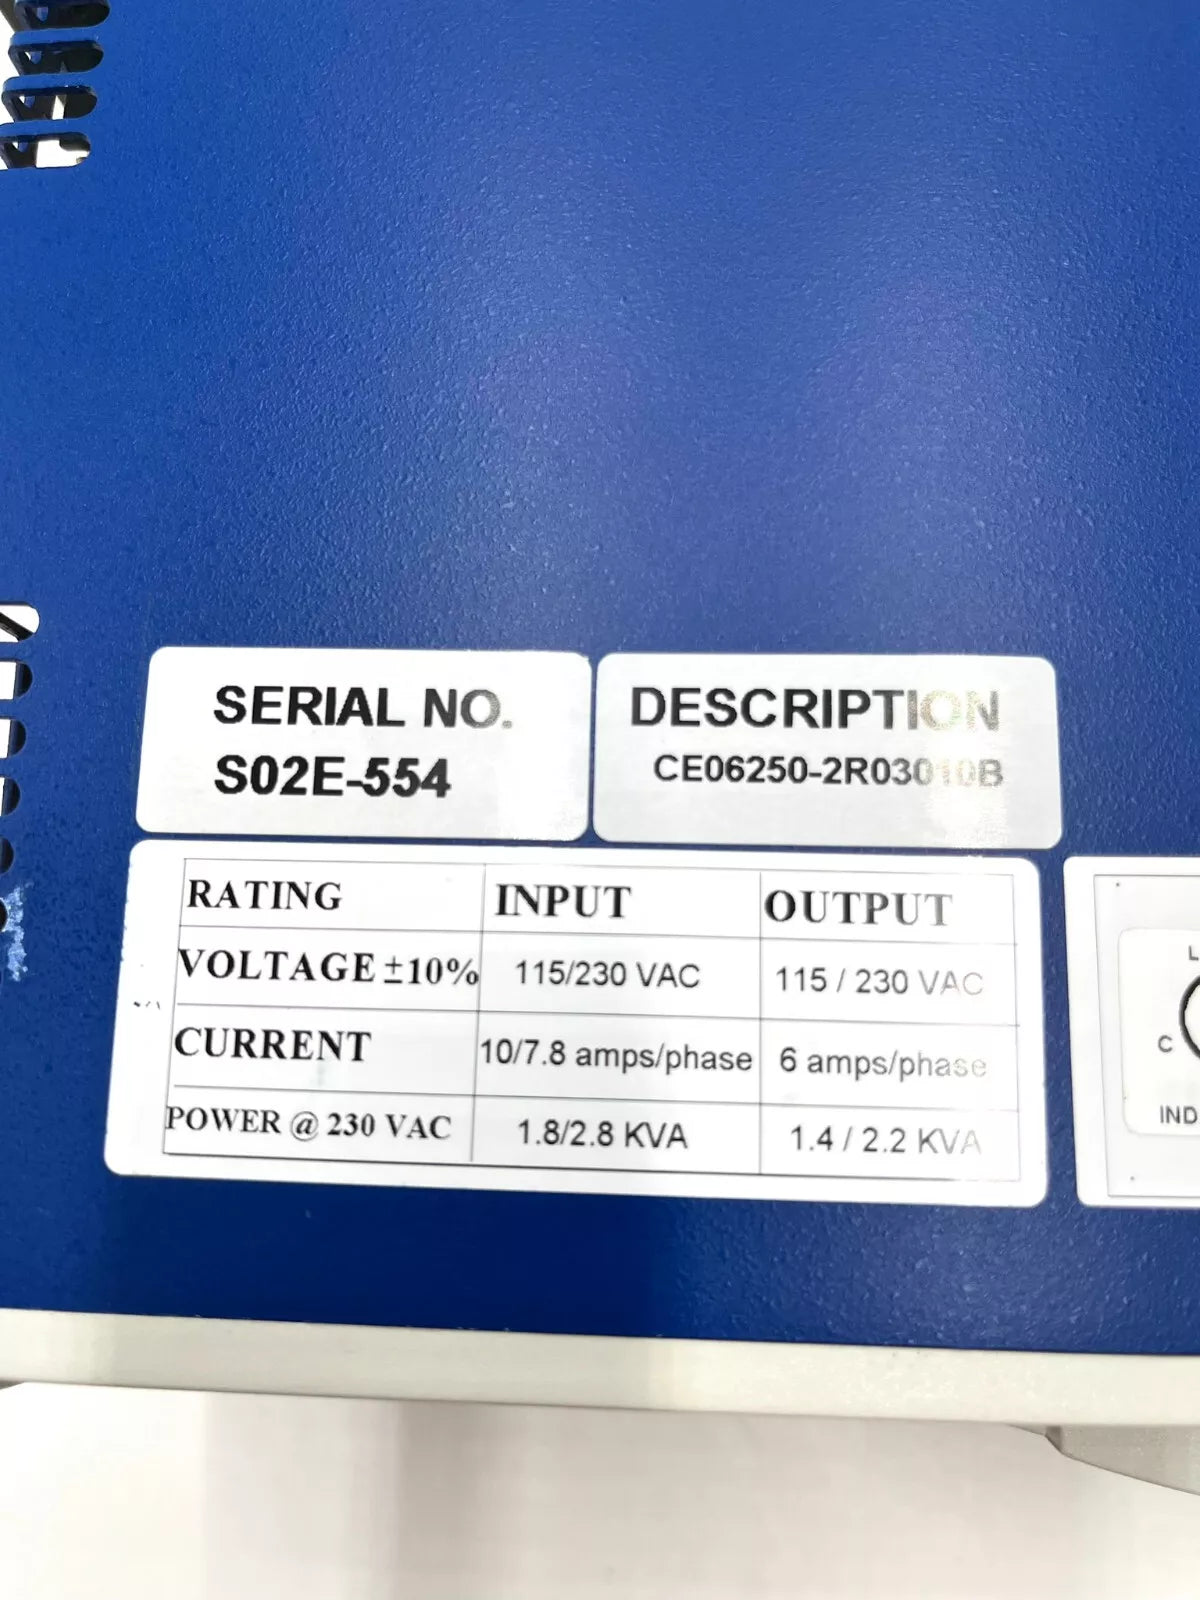 SERIAL NO.
S02E-554
DESCRIPTION
CE06250-2R03010B
RATING INPUT OUTPUT
VOLTAGE ±10% 115/230 VAC 115 / 230 VAC
CURRENT 10/7.8 amps/phase 6 amps/phase
POWER @ 230 VAC 1.8/2.8 KVA 1.4 / 2.2 KVA
L
C
IND